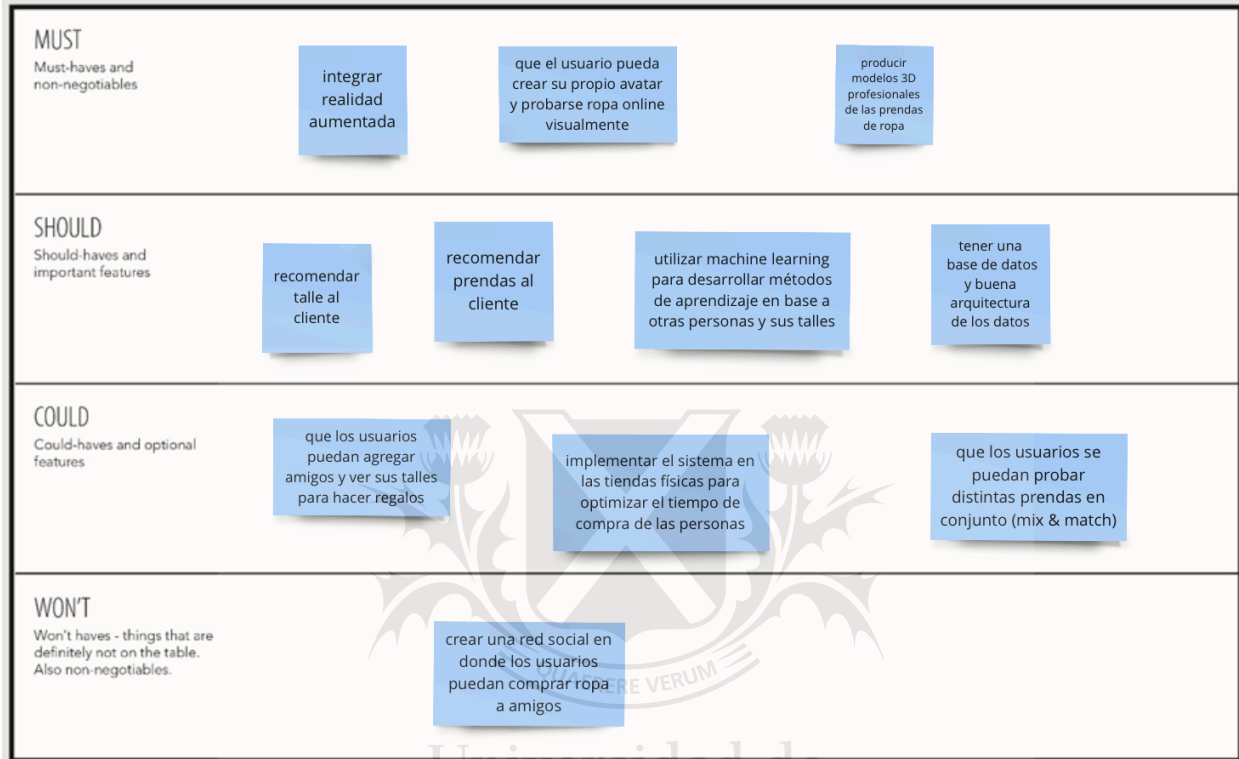 MUST
Must-haves and
non-negotiables
integrar
realidad
aumentada
que el usuario pueda
crear su propio avatar
y probarse ropa online
visualmente
producir
modelos 3D
profesionales
de las prendas
de ropa
SHOULD
Should-haves and
important features
recomendar
talle al
cliente
recomendar
prendas al
cliente
utilizar machine learning
para desarrollar métodos
de aprendizaje en base a
otras personas y sus talles
tener una
base de datos
y buena
arquitectura
de los datos
COULD
Could-haves and optional
features
que los usuarios
puedan agregar
amigos y ver sus talles
para hacer regalos
implementar el sistema en
las tiendas físicas para
optimizar el tiempo de
compra de las personas
que los usuarios se
puedan probar
distintas prendas en
conjunto (mix & match)
WON'T
Won't haves - things that are
definitely not on the table.
Also non-negotiables.
crear una red social en
donde los usuarios
puedan comprar ropa
a amigos
QUAERERE VERUM
Universidad de